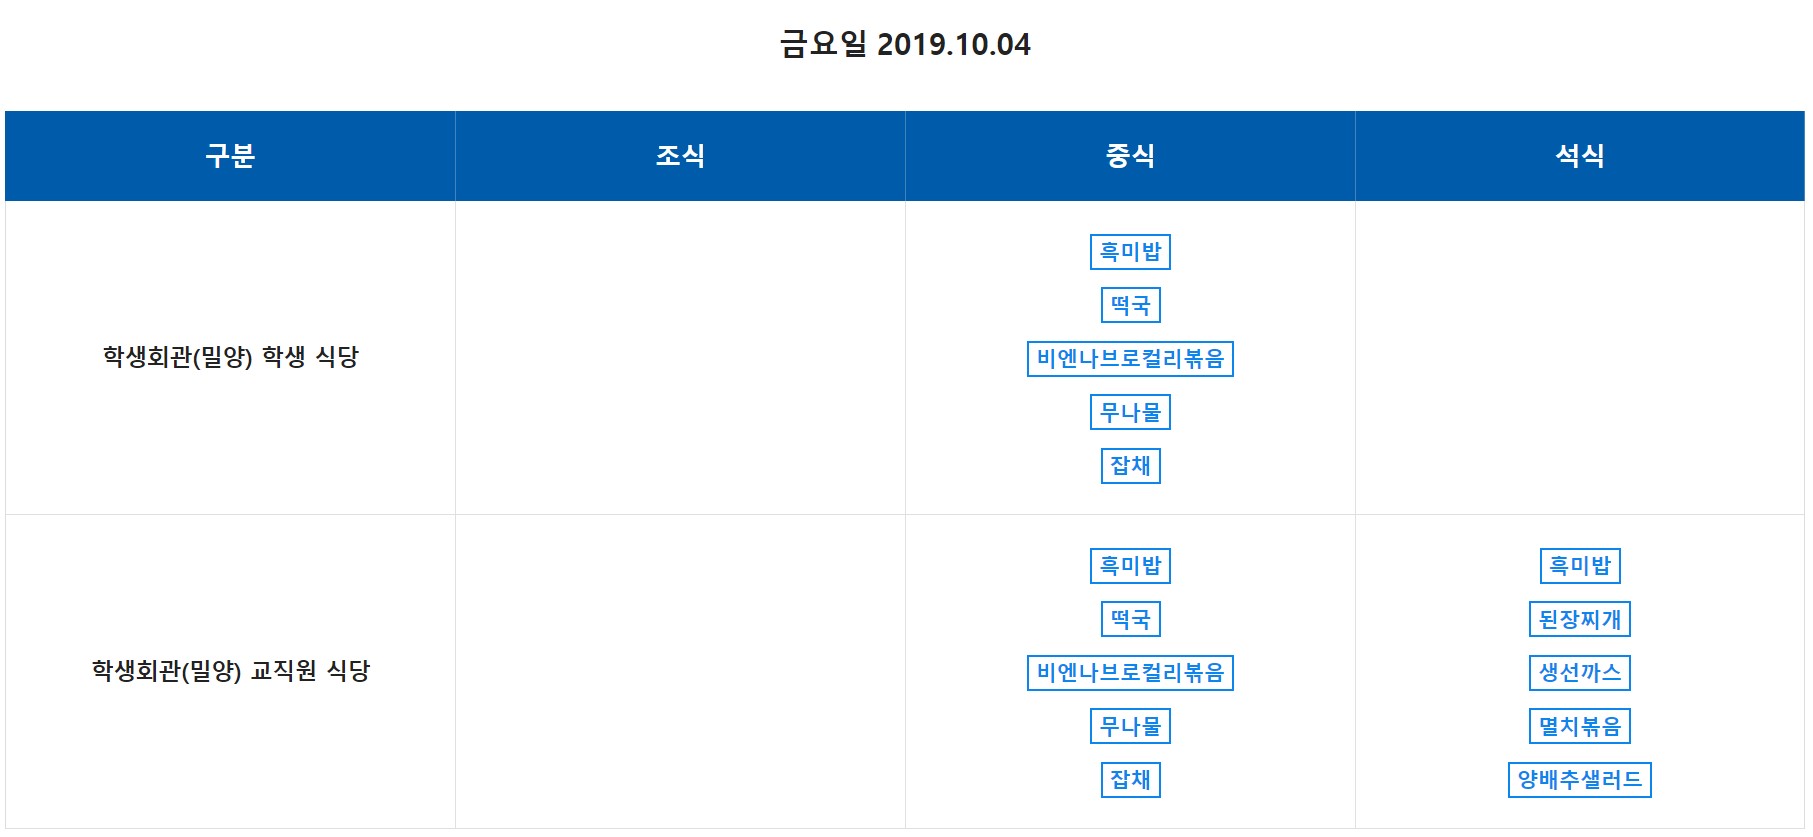 금요일 2019.10.04
구분 조식 중식 석식
학생회관(밀양) 학생 식당
흑미밥
떡국
비엔나브로컬리볶음
무나물
잡채
학생회관(밀양) 교직원 식당
흑미밥
떡국
비엔나브로컬리볶음
무나물
잡채
흑미밥
된장찌개
생선까스
멸치볶음
양배추샐러드